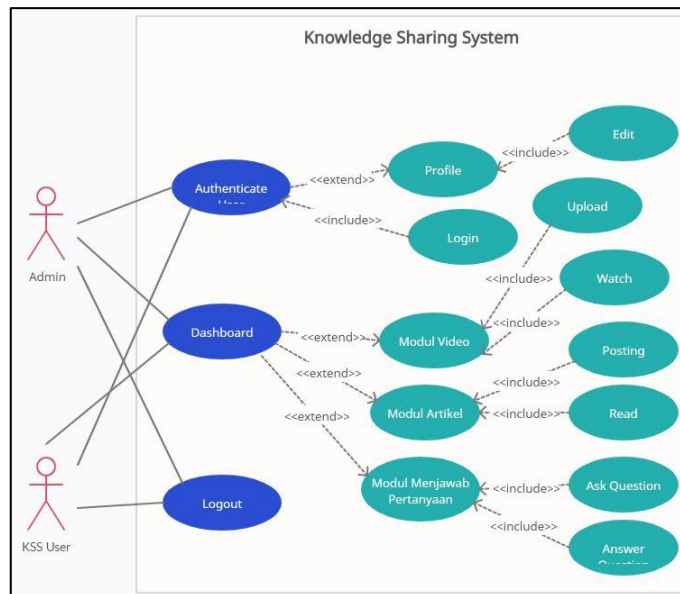 Knowledge Sharing System
Edit
<<include>>
Authenticate
<<extend>>
Profile
Upload
<<include>>
Login
Admin
<<include>>
Watch
<<include>>
Dashboard
<<extend>>
Modul Video
Posting
<<extend>>
<<include>>
<<extend>>
Modul Artikel
<<include>>
Read
Modul Menjawab
Pertanyaan
<<include>>
Ask Question
Logout
KSS User
<<include>>
Answer